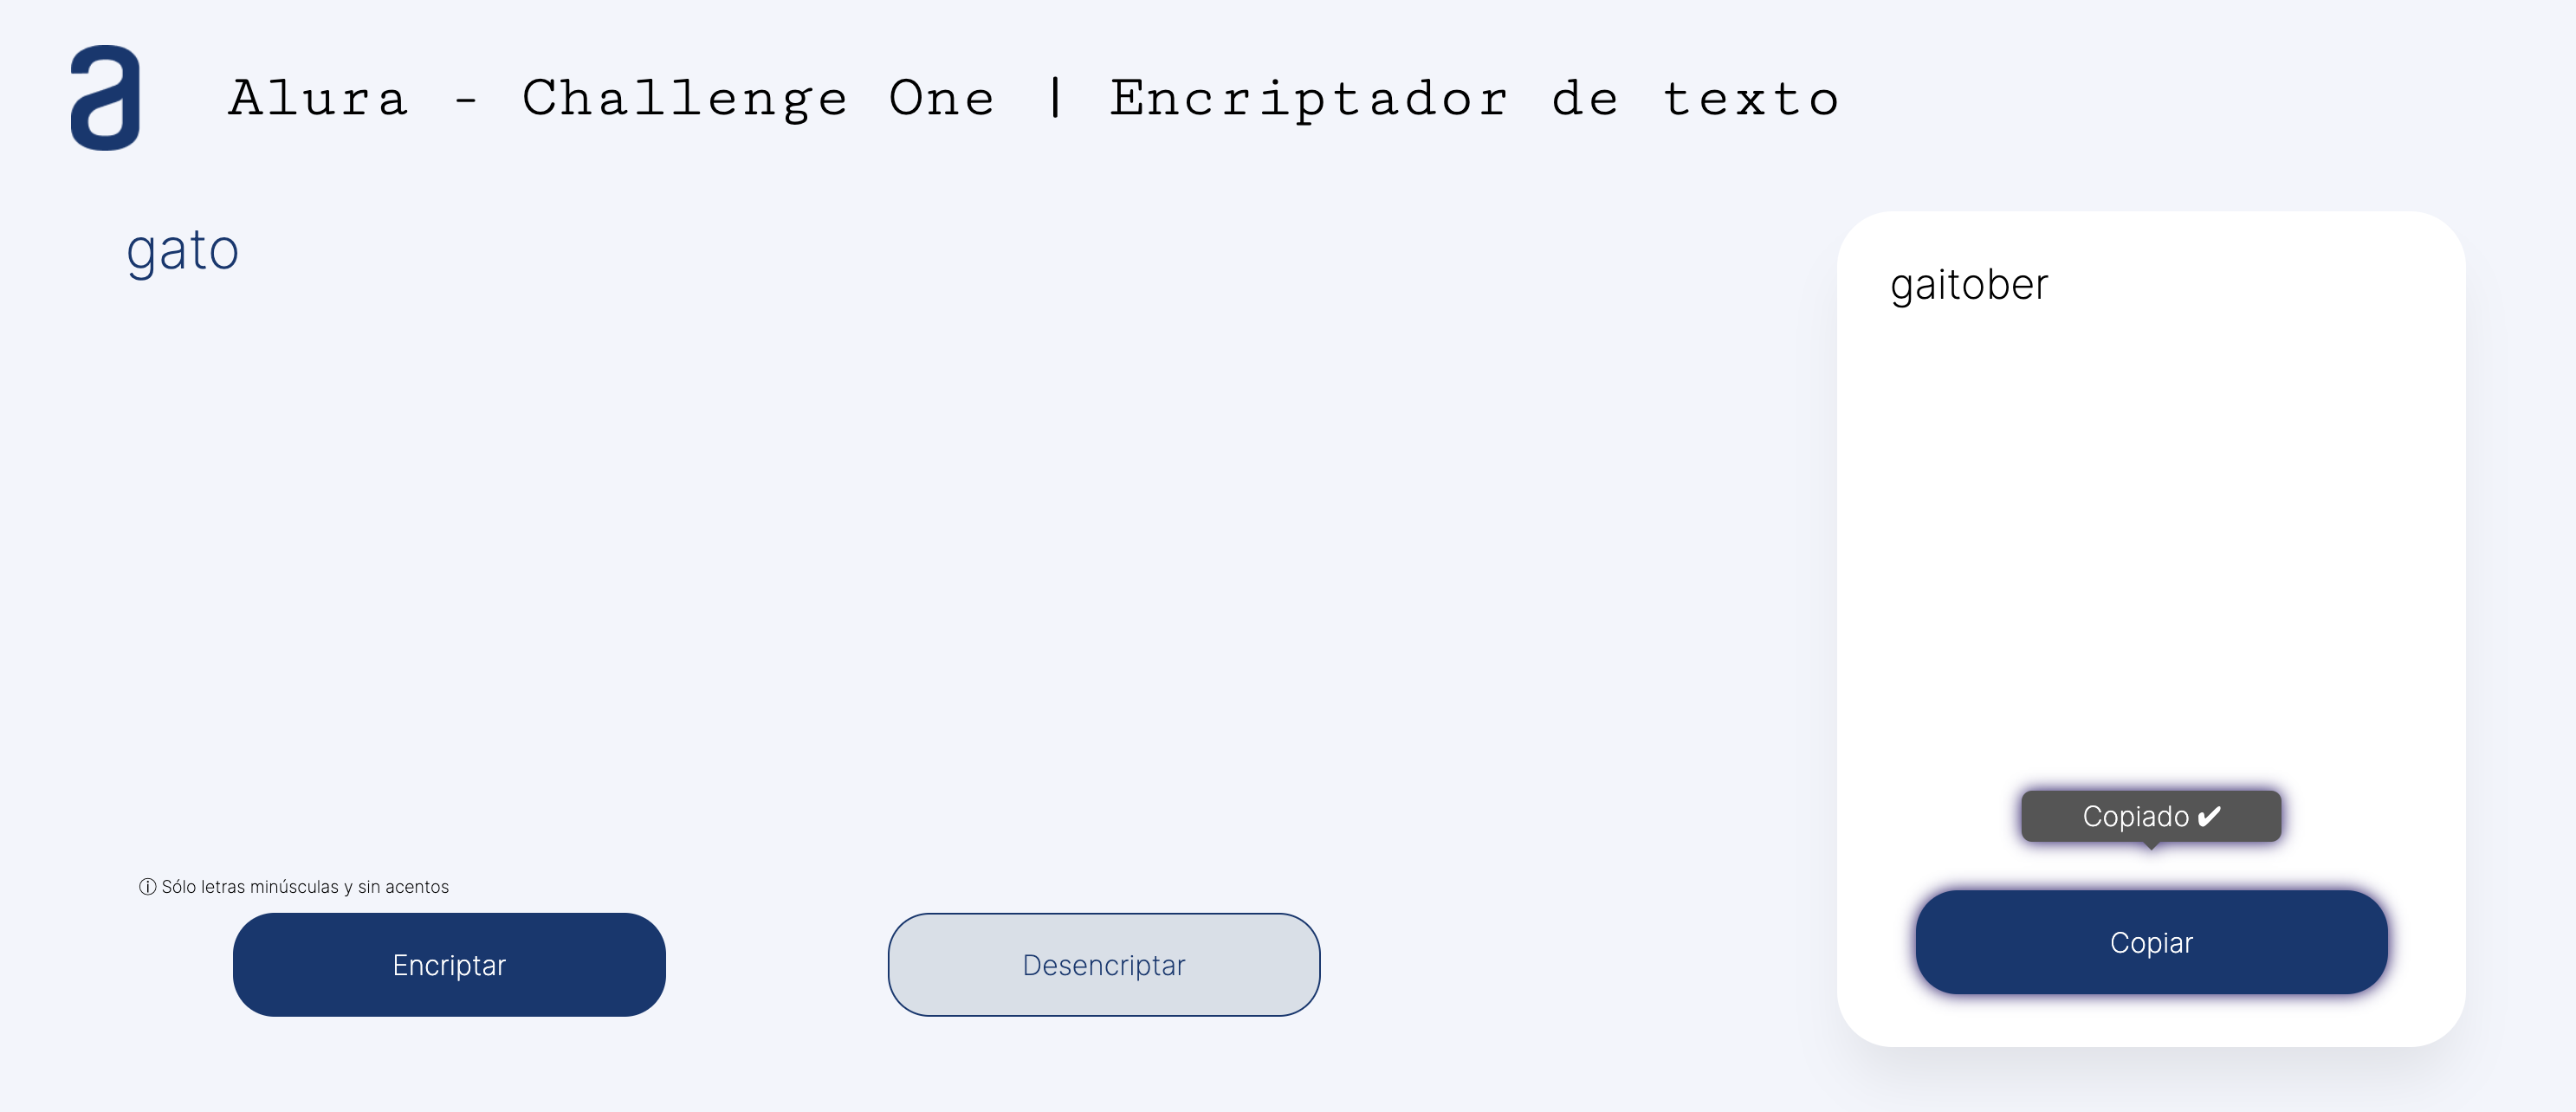 a
Alura - Challenge One | Encriptador de texto
gato
gaitober
Copiado ✔
Copiar
ⓘ Sólo letras minúsculas y sin acentos
Encriptar
Desencriptar